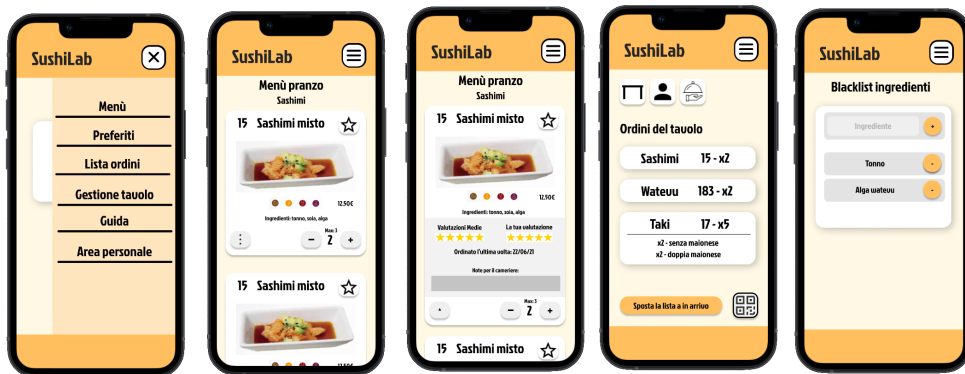 SushiLab
Menù
Preferiti
Lista ordini
Gestione tavolo
Guida
Area personale
SushiLab
Menù pranzo
Sashimi
15 Sashimi misto
12.50€
Ingredienti: tonno, soia, alga
Max: 3
- 2 +
15 Sashimi misto
12.50€
SushiLab
Menù pranzo
Sashimi
15 Sashimi misto
12.50€
Ingredienti: tonno, soia, alga
Valutazioni Medie La tua valutazione
Ordinato l'ultima volta: 22/06/21
Note per il cameriere:
Max: 3
- 2 +
15 Sashimi misto
SushiLab
Ordini del tavolo
Sashimi 15 - x2
Watevu 183 - x2
Taki 17 - x5
x2 - senza maionese
x2 - doppia maionese
Sposta la lista a in arrivo
SushiLab
Blacklist ingredienti
Ingrediente +
Tonno -
Alga watevu -